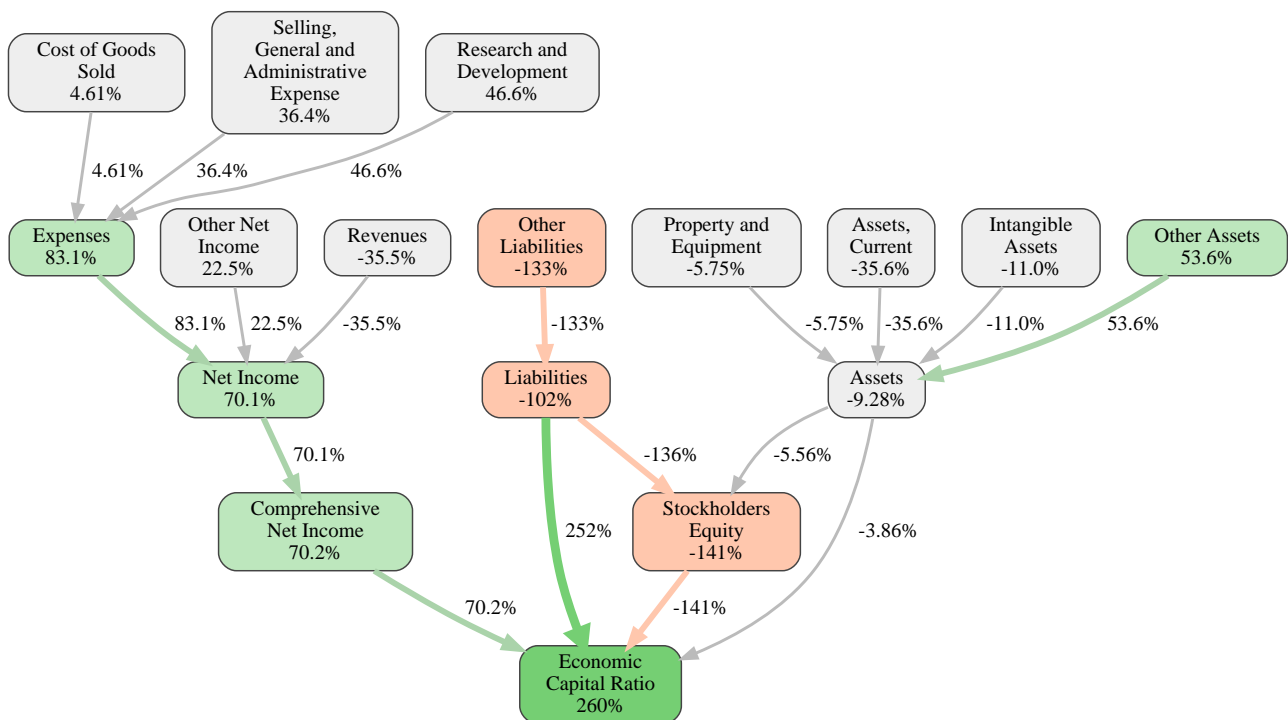 Cost of Goods
Sold
4.61%
Selling,
General and
Administrative
Expense
36.4%
Research and
Development
46.6%
4.61%
36.4%
46.6%
Expenses
83.1%
Other Net
Income
22.5%
Revenues
-35.5%
Other
Liabilities
-133%
Property and
Equipment
-5.75%
Assets,
Current
-35.6%
Intangible
Assets
-11.0%
Other Assets
53.6%
83.1%
22.5%
-35.5%
-133%
-5.75%
-35.6%
-11.0%
53.6%
Net Income
70.1%
Liabilities
-102%
Assets
-9.28%
70.1%
-136%
-5.56%
Comprehensive
Net Income
70.2%
252%
Stockholders
Equity
-141%
-3.86%
70.2%
-141%
Economic
Capital Ratio
260%